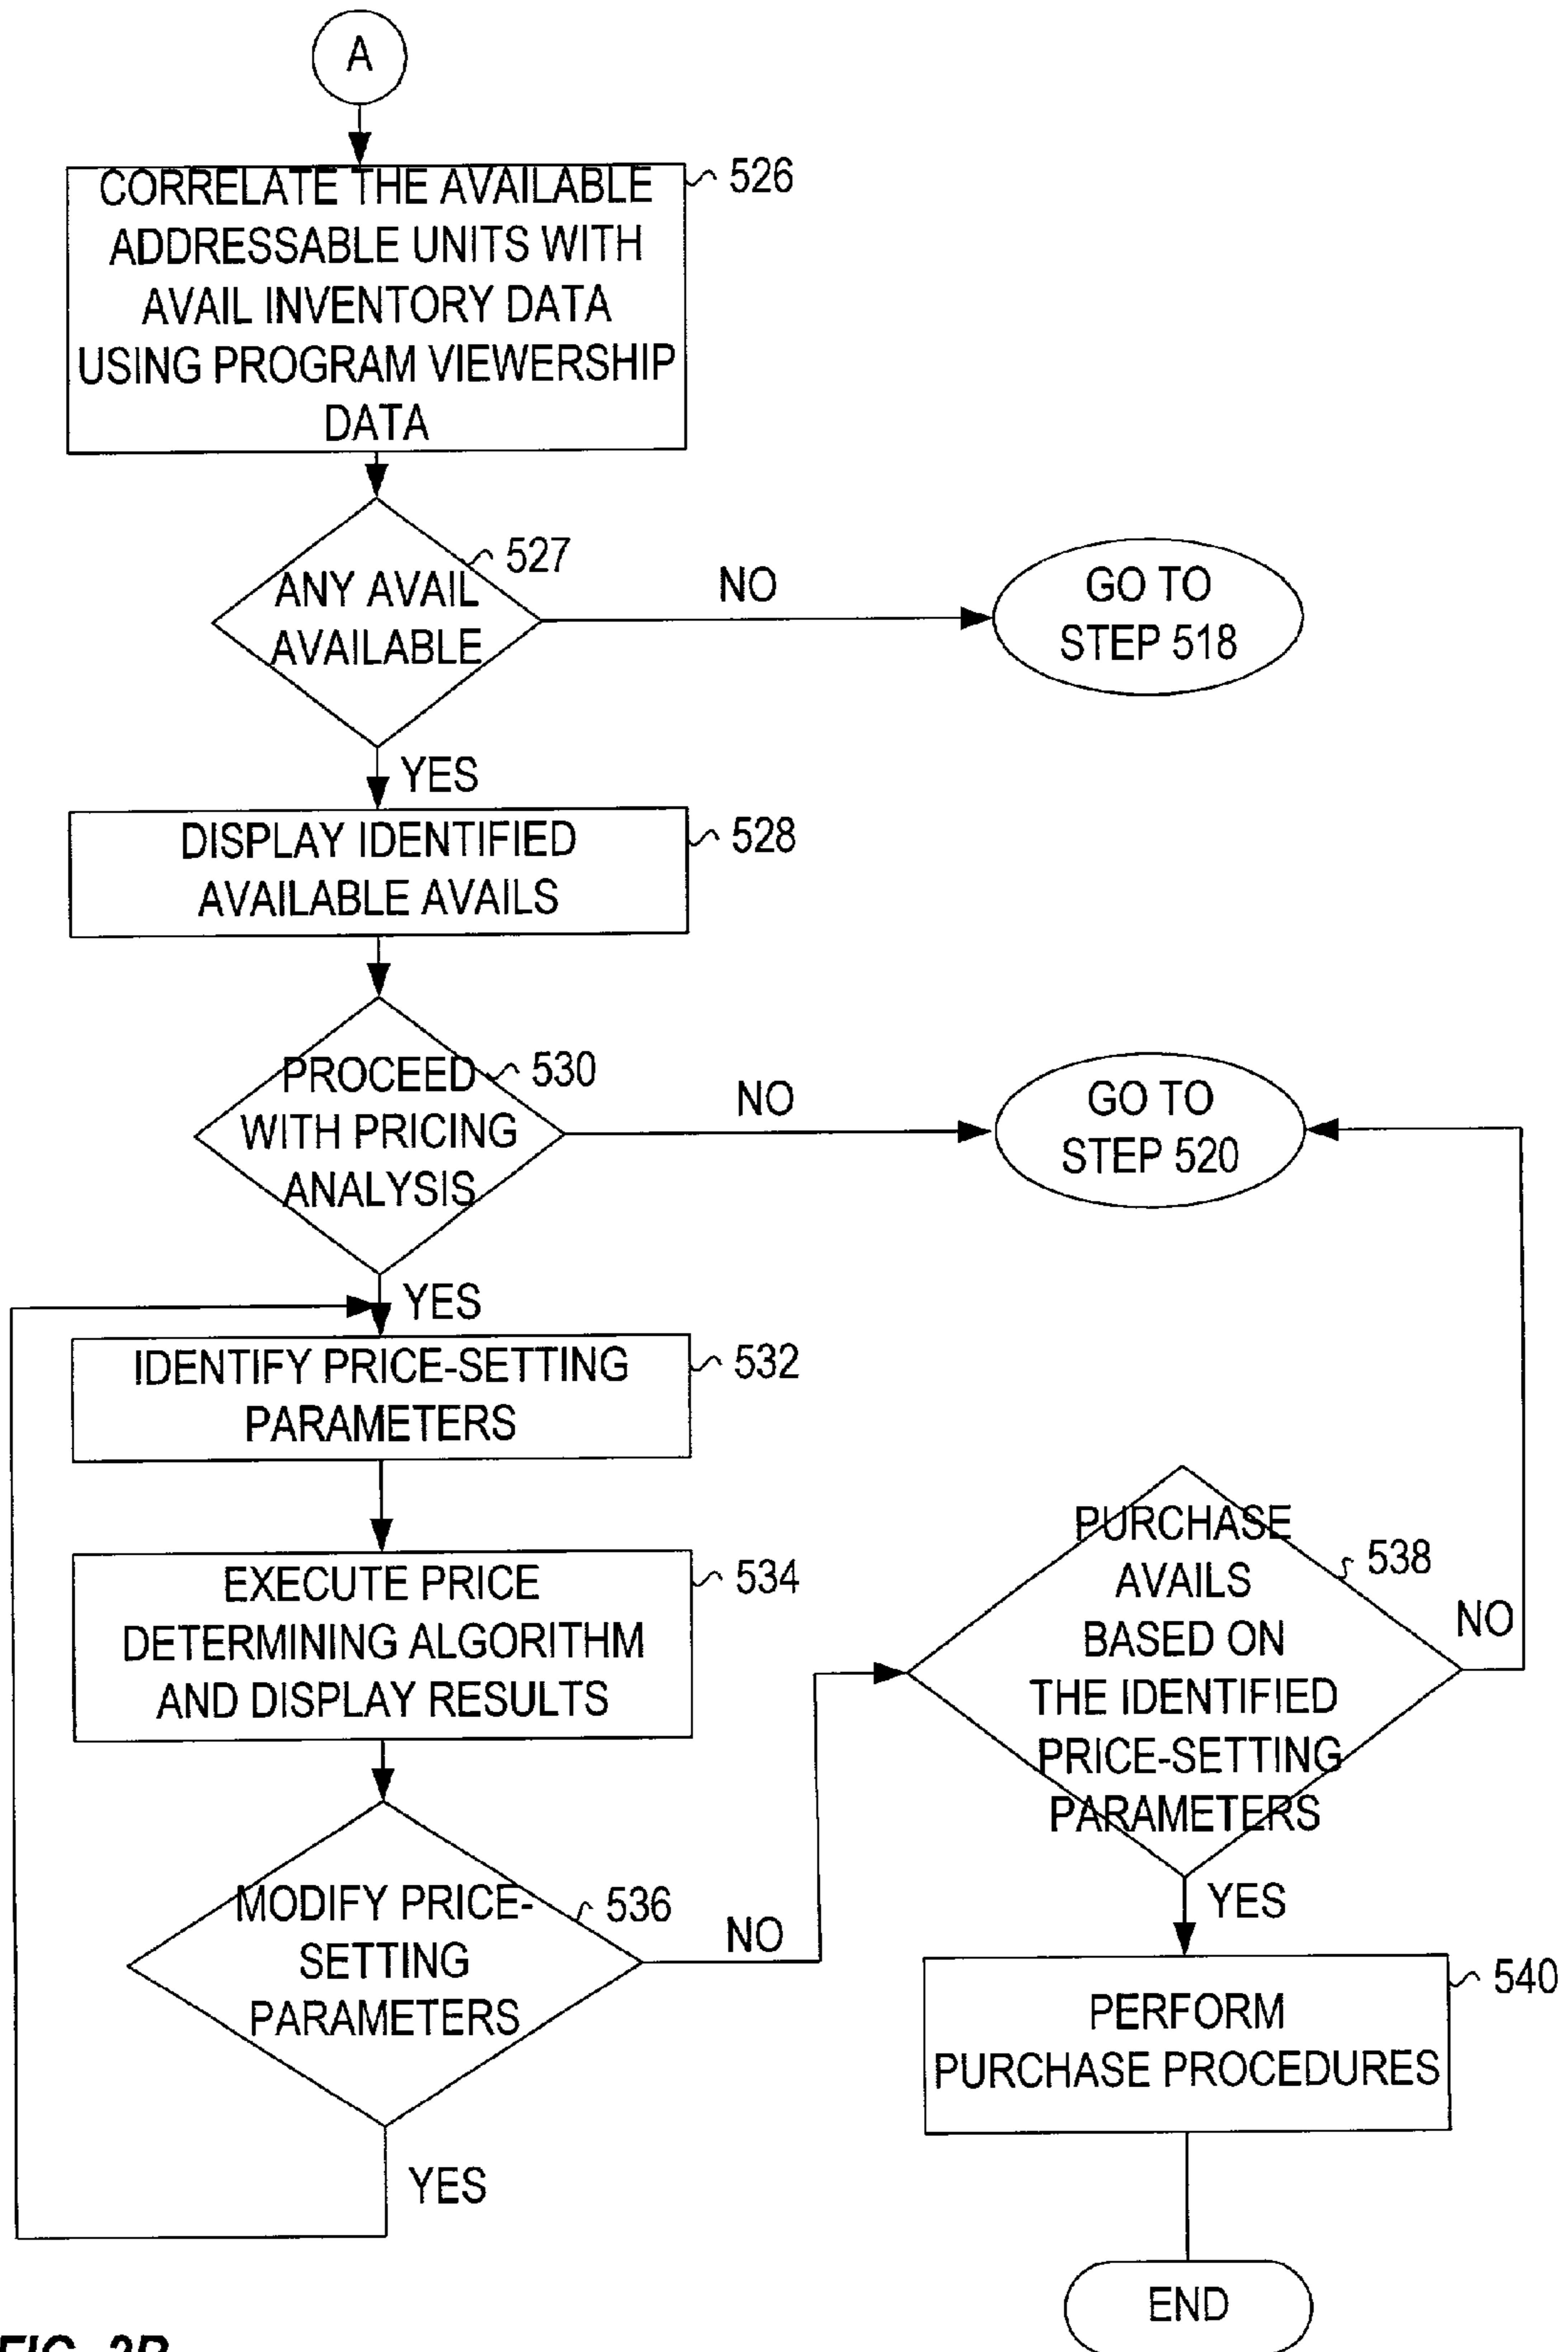 A
CORRELATE THE AVAILABLE
ADDRESSABLE UNITS WITH
AVAIL INVENTORY DATA
USING PROGRAM VIEWERSHIP
DATA
526
ANY AVAIL
AVAILABLE
527
NO
GO TO
STEP 518
YES
DISPLAY IDENTIFIED
AVAILABLE AVAILS
528
PROCEED
WITH PRICING
ANALYSIS
530
NO
GO TO
STEP 520
YES
IDENTIFY PRICE-SETTING
PARAMETERS
532
EXECUTE PRICE
DETERMINING ALGORITHM
AND DISPLAY RESULTS
534
MODIFY PRICE-
SETTING
PARAMETERS
536
NO
YES
PURCHASE
AVAILS
BASED ON
THE IDENTIFIED
PRICE-SETTING
PARAMETERS
538
NO
YES
PERFORM
PURCHASE PROCEDURES
540
END